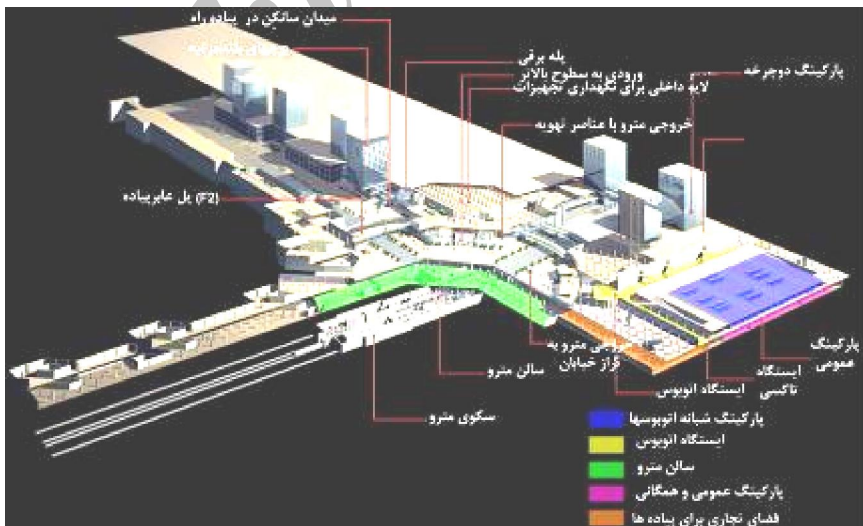 میدان سانکن در پیاده راه
پله برقی
ورودی به سطوح بالاتر
لایه داخلی برای نگهداری تجهیزات
پارکینگ دوچرخه
خروجی مترو با عناصر تهویه
پل عابرپیاده (F2)
خروجی مترو به
تراز خیابان
سالن مترو
سکوی مترو
ایستگاه اتوبوس
ایستگاه
تاکسی
پارکینگ
عمومی
پارکینگ شبانه اتوبوسها
ایستگاه اتوبوس
سالن مترو
پارکینگ عمومی و همگانی
فضای تجاری برای پیاده ها